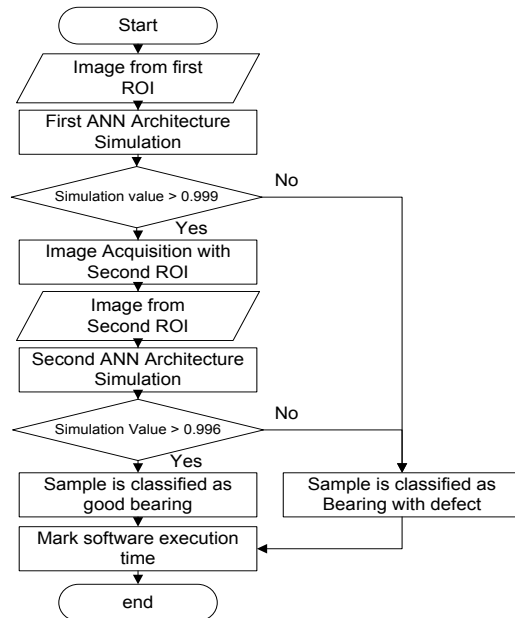 Start
Image from first
ROI
First ANN Architecture
Simulation
Simulation value > 0.999
No
Yes
Image Acquisition with
Second ROI
Image from
Second ROI
Second ANN Architecture
Simulation
Simulation Value > 0.996
No
Yes
Sample is classified as
good bearing
Sample is classified as
Bearing with defect
Mark software execution
time
end